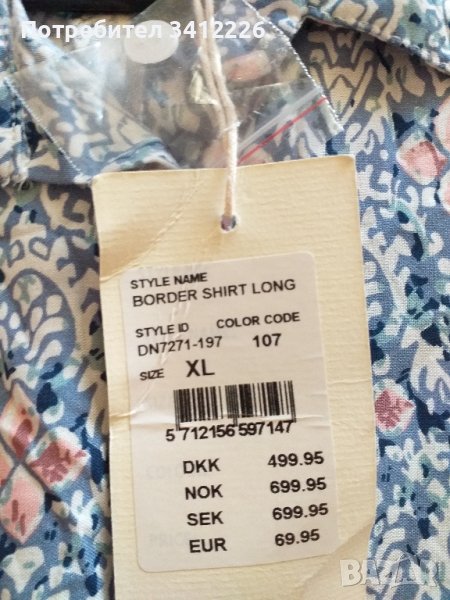 Потребител 3412226
STYLE NAME
BORDER SHIRT LONG
STYLE ID COLOR CODE
DN7271-197 107
SIZE XL
5 712156 597147
DKK 499.95
NOK 699.95
SEK 699.95
EUR 69.95
bazar